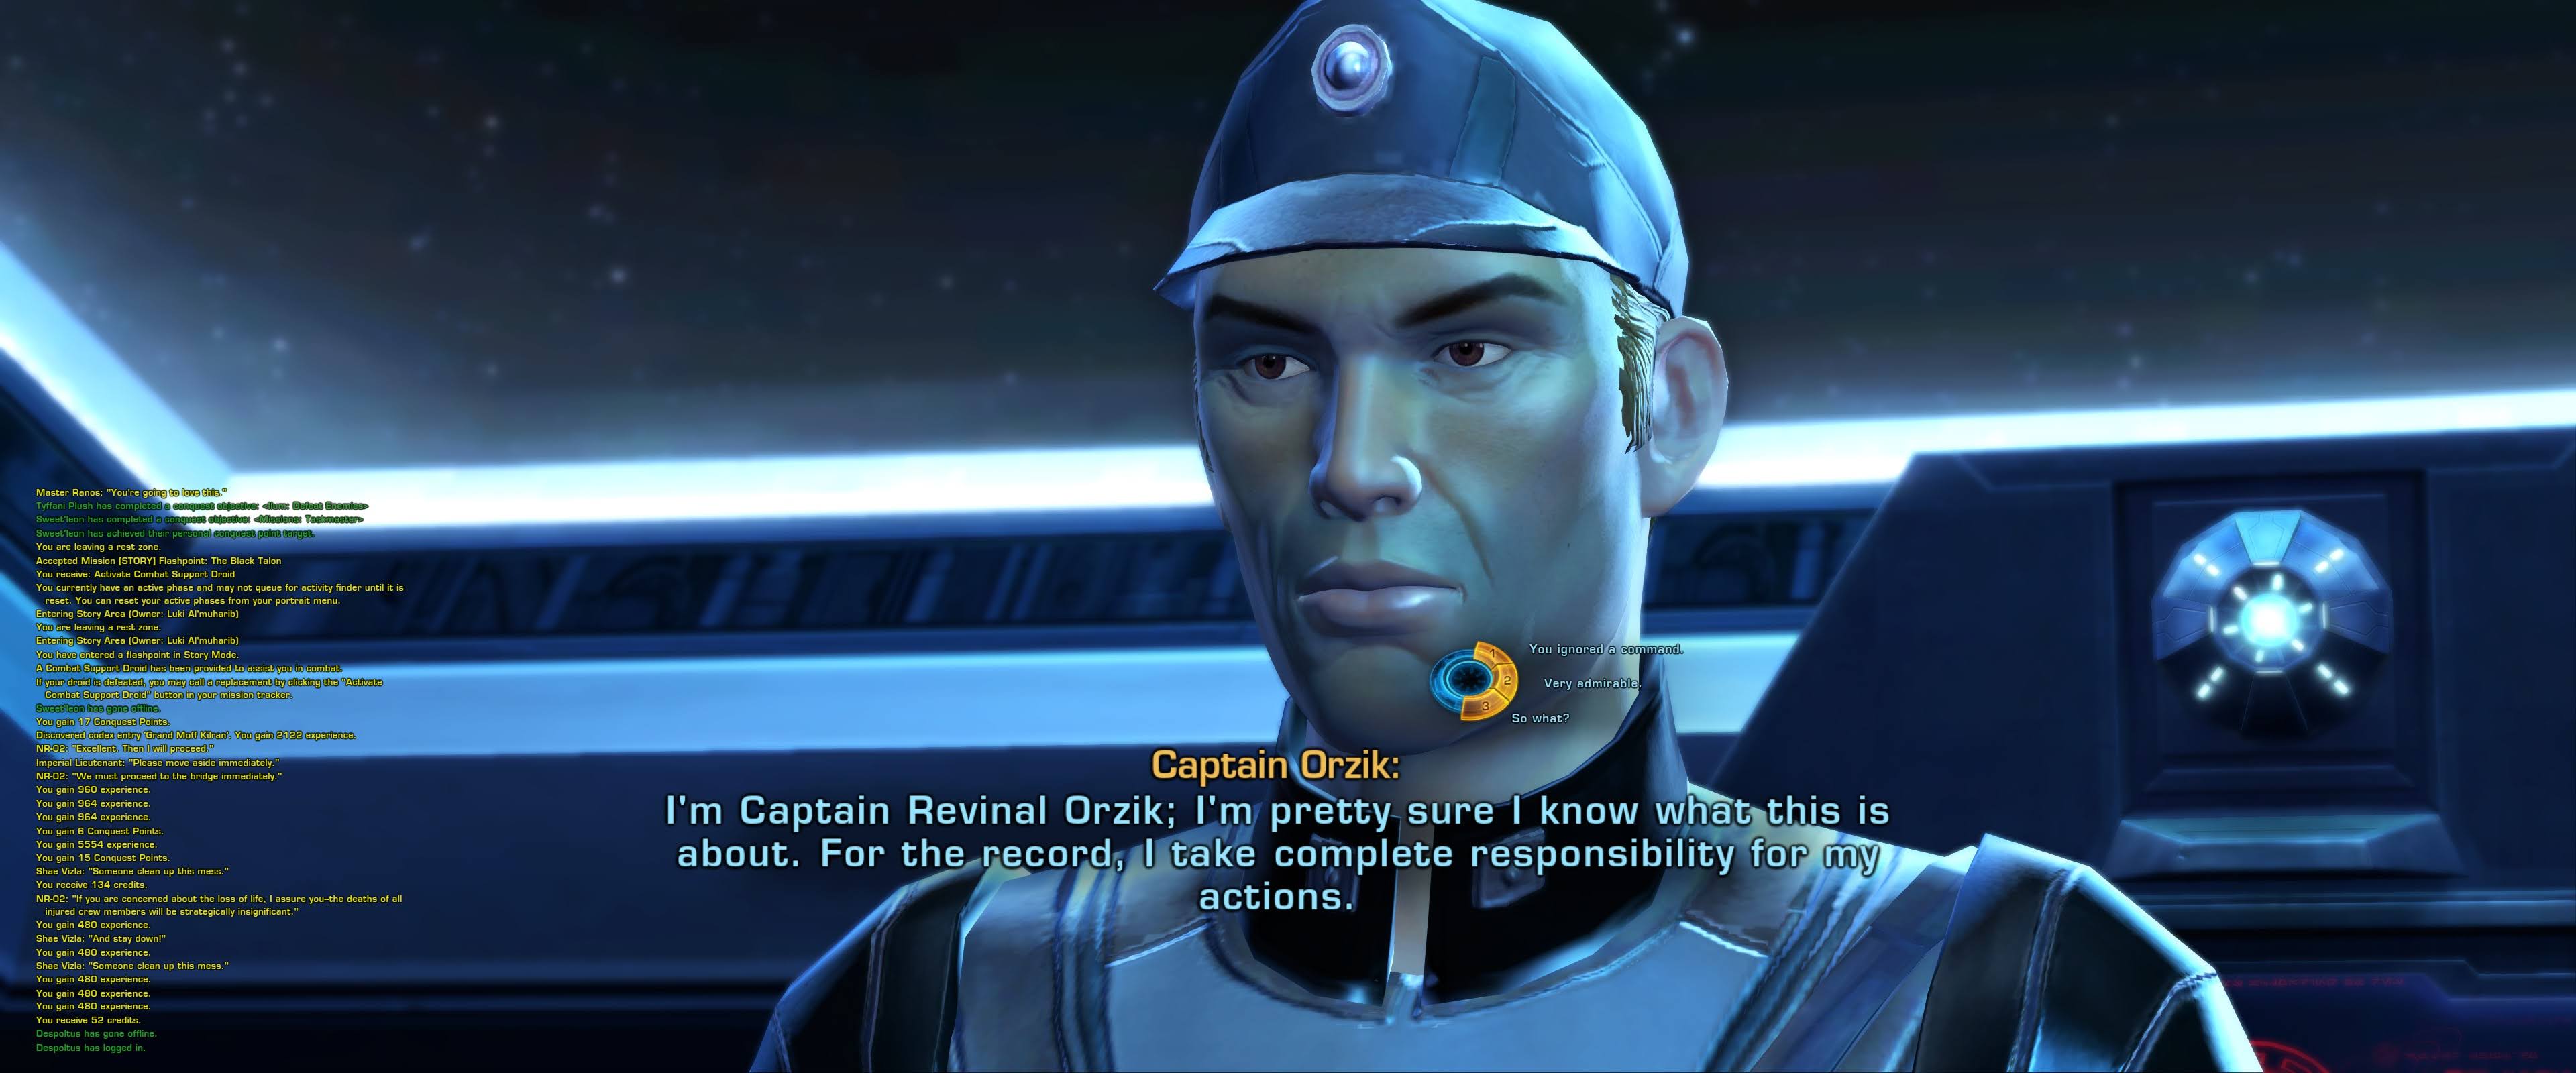 Master Ranos: "You're going to love this."
Tyffani Plush has completed a conquest objective: <Ilum: Defeat Enemies>
Sweet'leon has completed a conquest objective: <Missions: Taskmaster>
Sweet'leon has achieved their personal conquest point target.
You are leaving a rest zone.
Accepted Mission [STORY] Flashpoint: The Black Talon
You receive: Activate Combat Support Droid
You currently have an active phase and may not queue for activity finder until it is
reset. You can reset your active phases from your portrait menu.
Entering Story Area (Owner: Luki Al'muharib)
You are leaving a rest zone.
Entering Story Area (Owner: Luki Al'muharib)
You have entered a flashpoint in Story Mode.
A Combat Support Droid has been provided to assist you in combat.
If your droid is defeated, you may call a replacement by clicking the "Activate
Combat Support Droid" button in your mission tracker.
Sweet'leon has gone offline.
You gain 17 Conquest Points.
Discovered codex entry 'Grand Moff Kilran'. You gain 2122 experience.
NR-02: "Excellent. Then I will proceed."
Imperial Lieutenant: "Please move aside immediately."
NR-02: "We must proceed to the bridge immediately."
You gain 960 experience.
You gain 964 experience.
You gain 964 experience.
You gain 6 Conquest Points.
You gain 5554 experience.
You gain 15 Conquest Points.
Shae Vizla: "Someone clean up this mess."
You receive 134 credits.
NR-02: "If you are concerned about the loss of life, I assure you—the deaths of all
injured crew members will be strategically insignificant."
You gain 480 experience.
Shae Vizla: "And stay down!"
You gain 480 experience.
Shae Vizla: "Someone clean up this mess."
You gain 480 experience.
You gain 480 experience.
You gain 480 experience.
You receive 52 credits.
Despoltus has gone offline.
Despoltus has logged in.
1 You ignored a command.
2 Very admirable.
3 So what?
Captain Orzik:
I'm Captain Revinal Orzik; I'm pretty sure I know what this is
about. For the record, I take complete responsibility for my
actions.